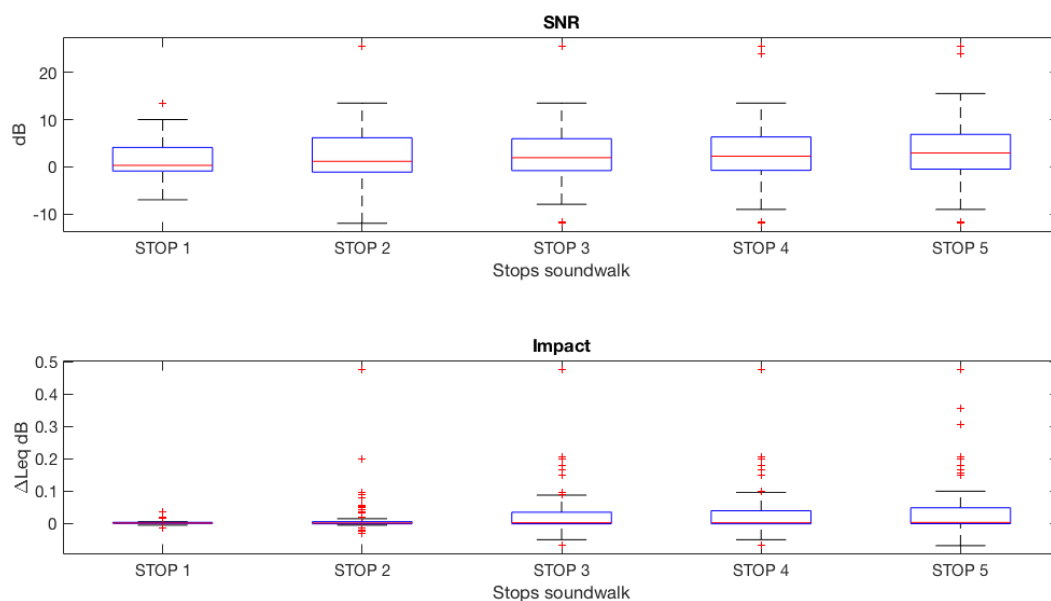 SNR
20
10
0
-10
dB
STOP 1 STOP 2 STOP 3 STOP 4 STOP 5
Stops soundwalk
Impact
0.5
0.4
0.3
0.2
0.1
0
ΔLeq dB
STOP 1 STOP 2 STOP 3 STOP 4 STOP 5
Stops soundwalk